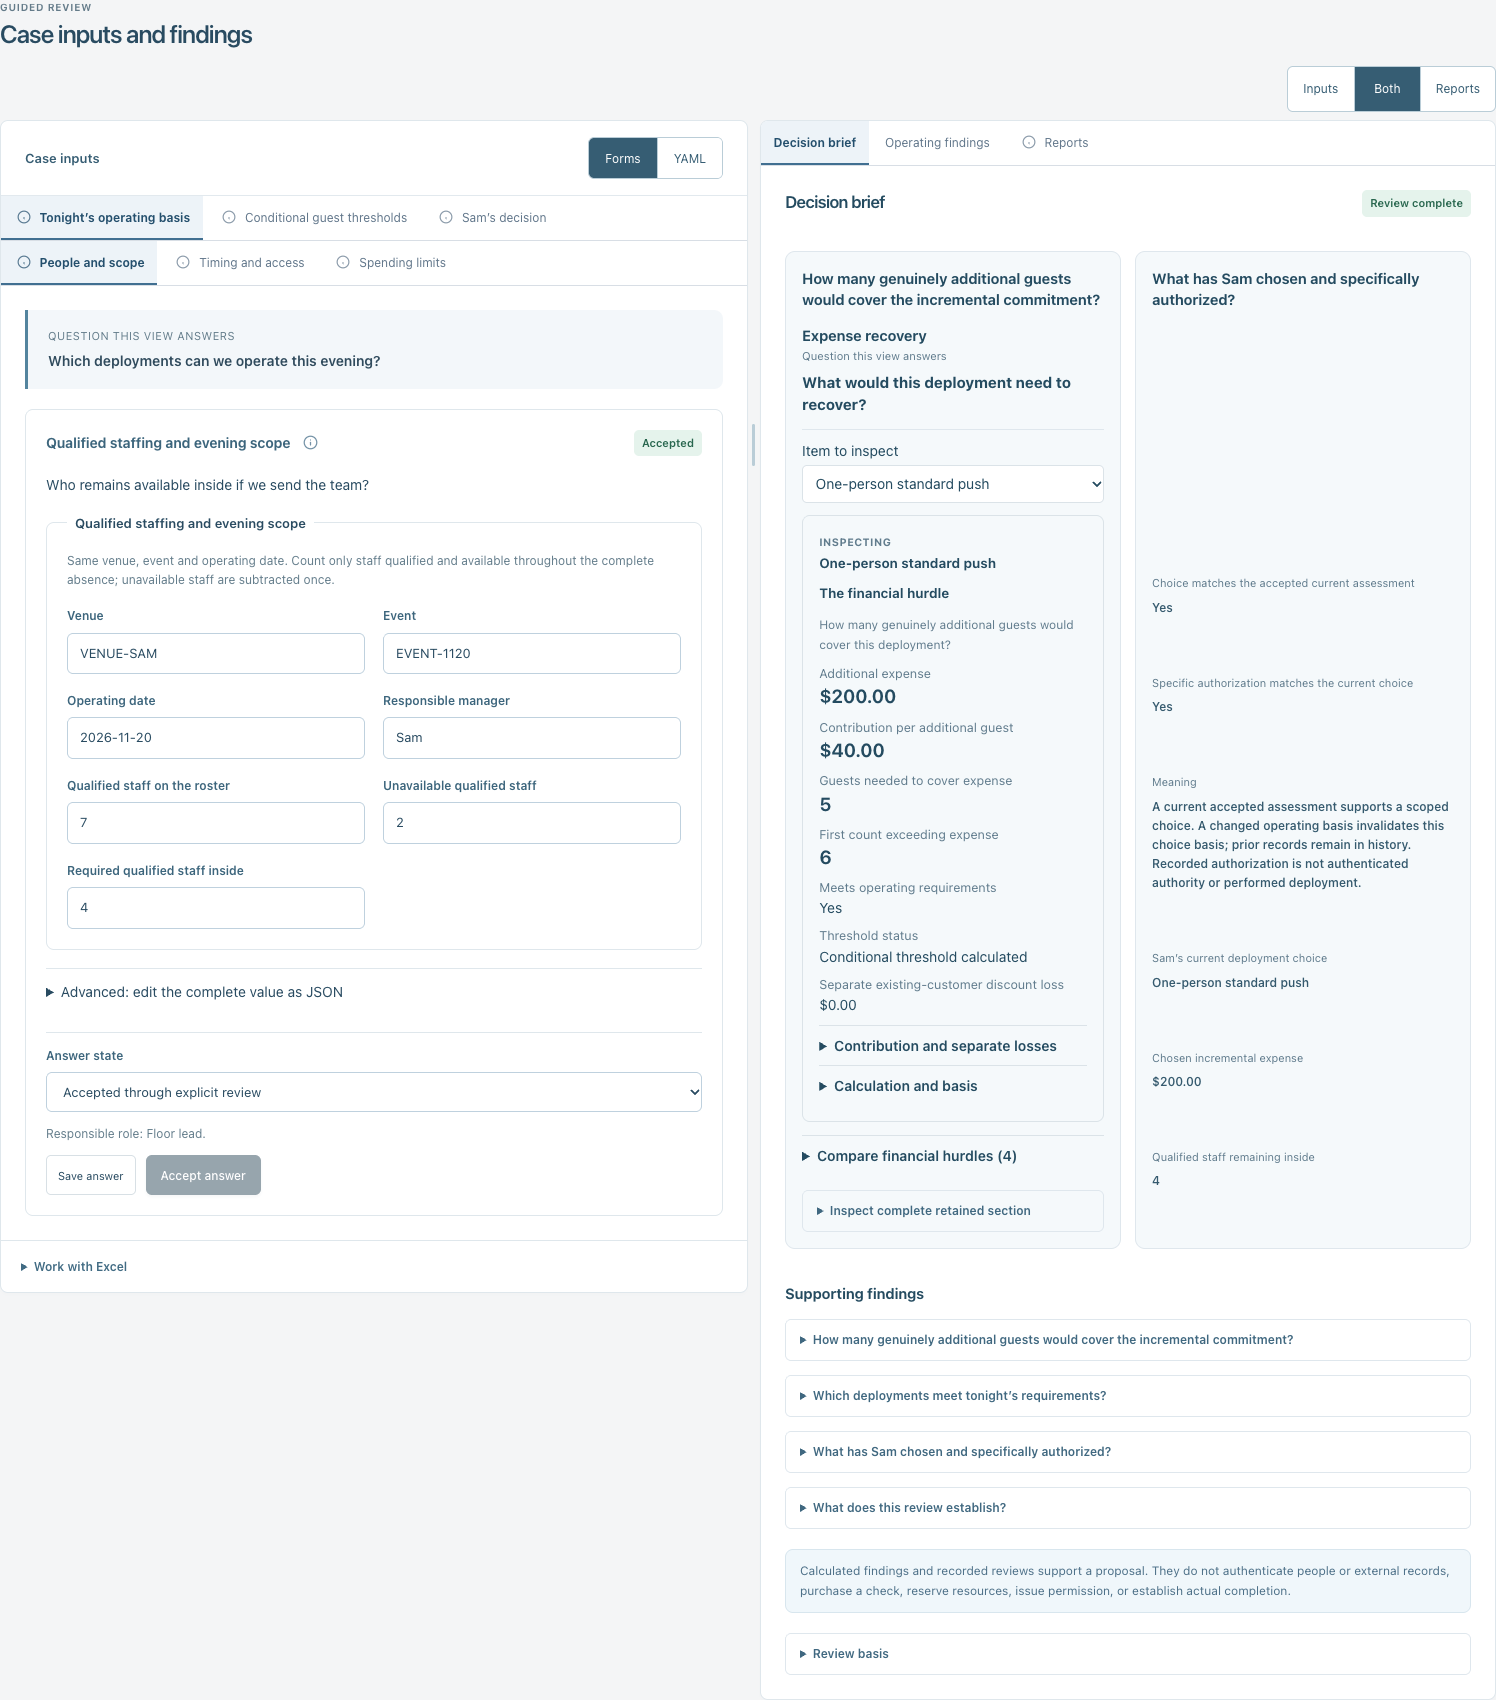 GUIDED REVIEW
Case inputs and findings
Inputs
Both
Reports
Case inputs
Forms
YAML
Tonight's operating basis
Conditional guest thresholds
Sam's decision
People and scope
Timing and access
Spending limits
QUESTION THIS VIEW ANSWERS
Which deployments can we operate this evening?
Qualified staffing and evening scope
Accepted
Who remains available inside if we send the team?
Qualified staffing and evening scope
Same venue, event and operating date. Count only staff qualified and available throughout the complete
absence; unavailable staff are subtracted once.
Venue
Event
VENUE-SAM
EVENT-1120
Operating date
Responsible manager
2026-11-20
Sam
Qualified staff on the roster
Unavailable qualified staff
7
2
Required qualified staff inside
4
Advanced: edit the complete value as JSON
Answer state
Accepted through explicit review
Responsible role: Floor lead.
Save answer
Accept answer
Work with Excel
Decision brief
Operating findings
Reports
Decision brief
Review complete
How many genuinely additional guests
would cover the incremental commitment?
Expense recovery
Question this view answers
What would this deployment need to
recover?
Item to inspect
One-person standard push
INSPECTING
One-person standard push
The financial hurdle
How many genuinely additional guests would
cover this deployment?
Additional expense
$200.00
Contribution per additional guest
$40.00
Guests needed to cover expense
5
First count exceeding expense
6
Meets operating requirements
Yes
Threshold status
Conditional threshold calculated
Separate existing-customer discount loss
$0.00
Contribution and separate losses
Calculation and basis
Compare financial hurdles (4)
Inspect complete retained section
What has Sam chosen and specifically
authorized?
Choice matches the accepted current assessment
Yes
Specific authorization matches the current choice
Yes
Meaning
A current accepted assessment supports a scoped
choice. A changed operating basis invalidates this
choice basis; prior records remain in history.
Recorded authorization is not authenticated
authority or performed deployment.
Sam's current deployment choice
One-person standard push
Chosen incremental expense
$200.00
Qualified staff remaining inside
4
Supporting findings
How many genuinely additional guests would cover the incremental commitment?
Which deployments meet tonight's requirements?
What has Sam chosen and specifically authorized?
What does this review establish?
Calculated findings and recorded reviews support a proposal. They do not authenticate people or external records,
purchase a check, reserve resources, issue permission, or establish actual completion.
Review basis